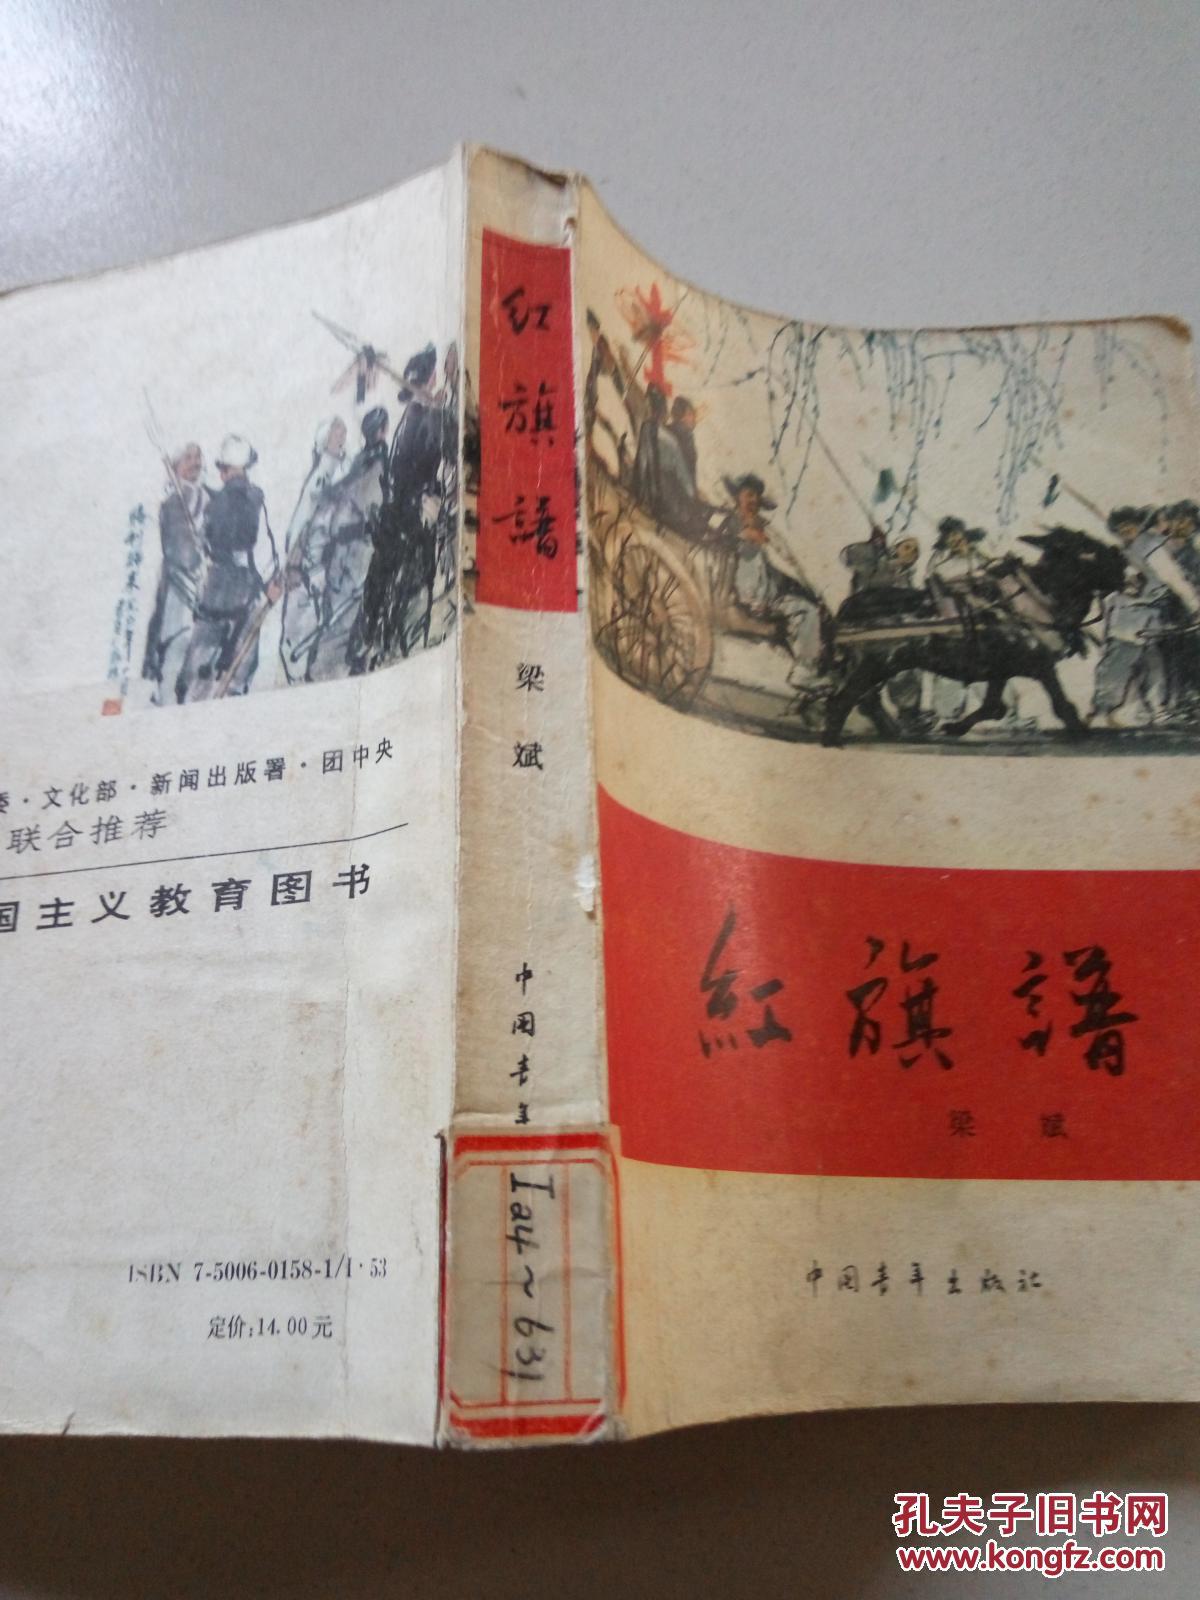 委·文化部·新闻出版署·团中央
联合推荐
国主义教育图书
ISBN 7-5006-0158-1/I·53
定价:14.00元
红旗譜
梁斌
中国青年
Ia4~631
紅旗譜
梁斌
中国青年出版社
孔夫子旧书网
www.kongfz.com